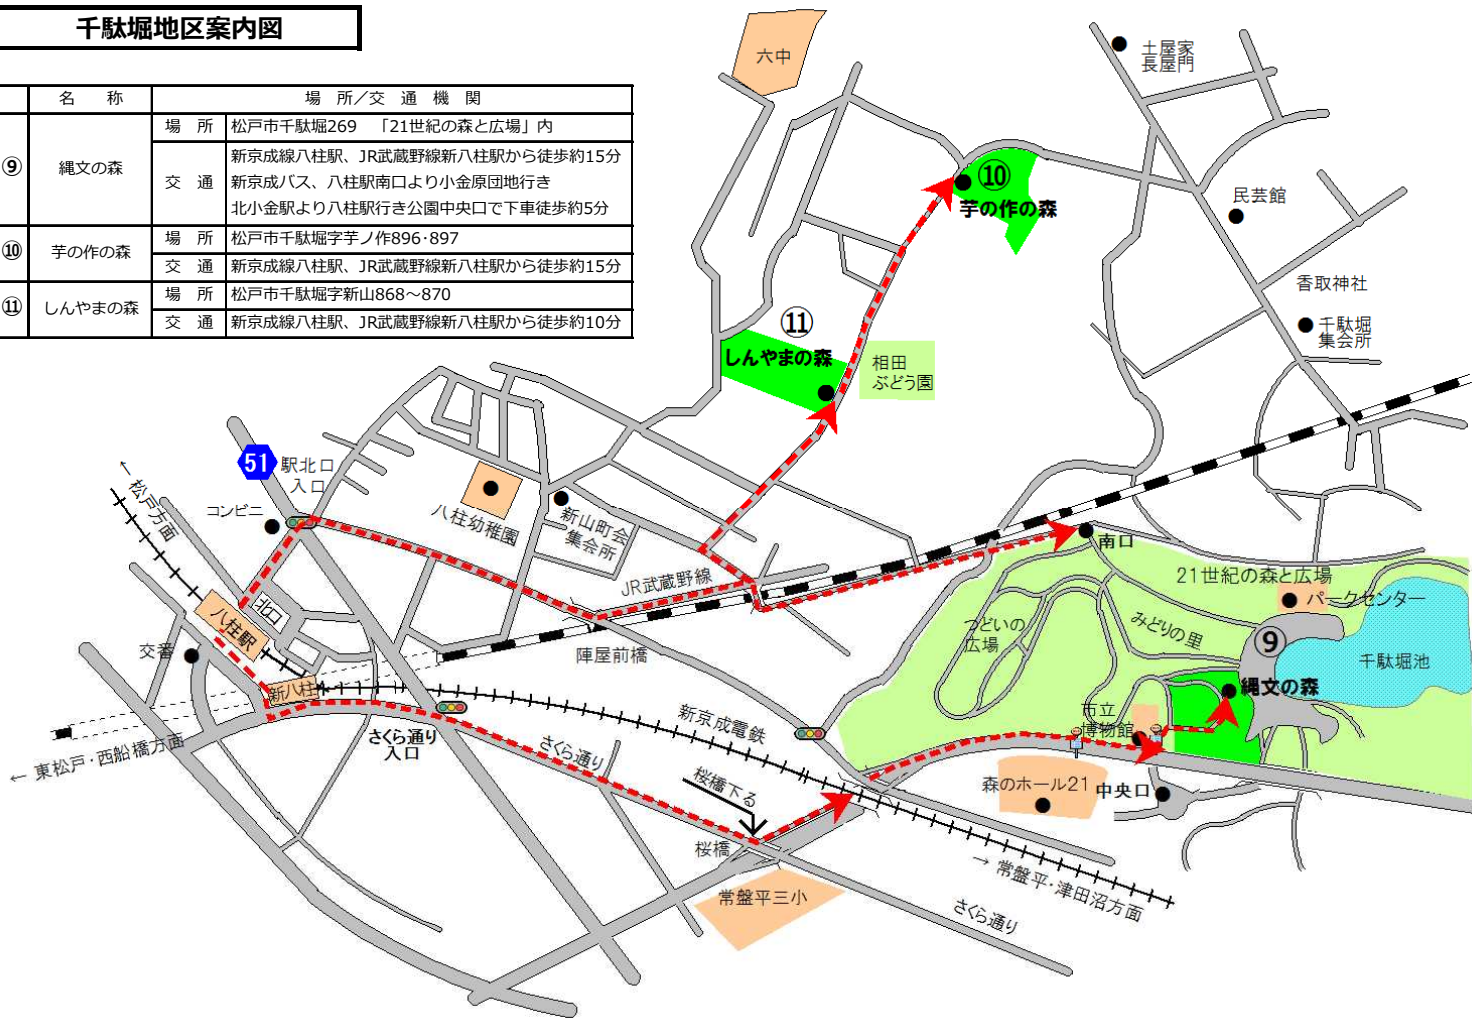 千駄堀地区案内図
名 称 場 所／交 通 機 関
⑨ 縄文の森 場 所 松戸市千駄堀269 「21世紀の森と広場」内
交 通 新京成線八柱駅、JR武蔵野線新八柱駅から徒歩約15分
新京成バス、八柱駅南口より小金原団地行き
北小金駅より八柱駅行き公園中央口で下車徒歩約5分
⑩ 芋の作の森 場 所 松戸市千駄堀字芋ノ作896･897
交 通 新京成線八柱駅、JR武蔵野線新八柱駅から徒歩約15分
⑪ しんやまの森 場 所 松戸市千駄堀字新山868～870
交 通 新京成線八柱駅、JR武蔵野線新八柱駅から徒歩約10分
六中
土屋家
長屋門
⑩
芋の作の森
民芸館
香取神社
千駄堀
集会所
⑪
しんやまの森
相田
ぶどう園
51
駅北口
入口
← 松戸方面
コンビニ
八柱幼稚園
新山町会
集会所
JR武蔵野線
南口
21世紀の森と広場
パークセンター
北口
八柱駅
交番
新八柱
陣屋前橋
つどいの
広場
みどりの里
⑨
千駄堀池
縄文の森
市立
博物館
新京成電鉄
さくら通り
入口
さくら通り
← 東松戸・西船橋方面
桜橋下る
森のホール21
中央口
桜橋
→ 常盤平・津田沼方面
常盤平三小
さくら通り